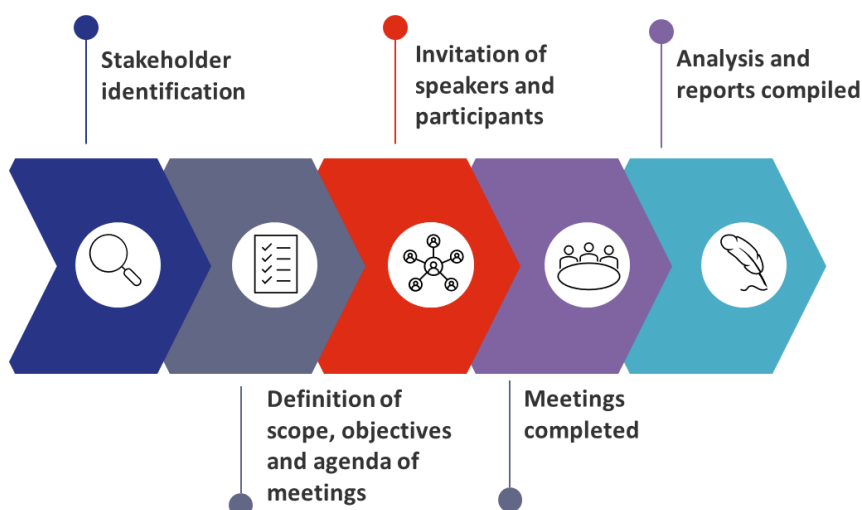 Stakeholder
identification
Invitation of
speakers and
participants
Analysis and
reports compiled
Definition of
scope, objectives
and agenda of
meetings
Meetings
completed